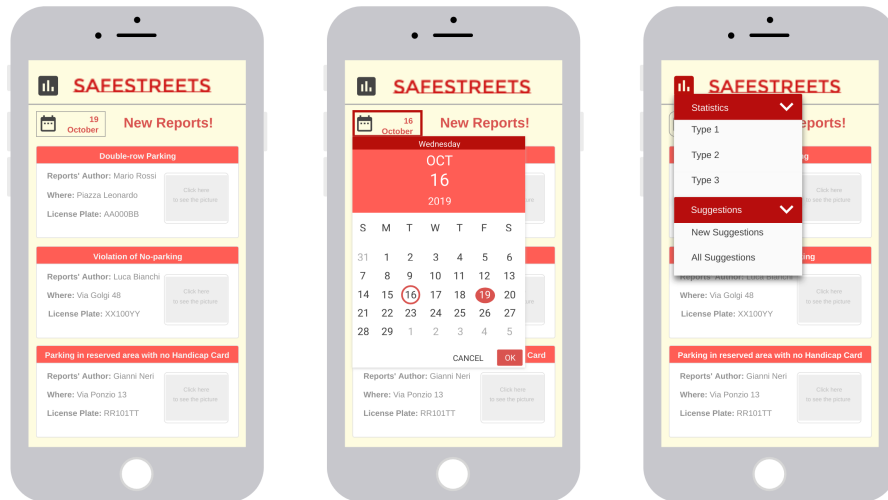 SAFESTREETS
19
October
New Reports!
Double-row Parking
Reports' Author: Mario Rossi
Where: Piazza Leonardo
License Plate: AA000BB
Click here
to see the picture
Violation of No-parking
Reports' Author: Luca Bianchi
Where: Via Golgi 48
License Plate: XX100YY
Click here
to see the picture
Parking in reserved area with no Handicap Card
Reports' Author: Gianni Neri
Where: Via Ponzio 13
License Plate: RR101TT
Click here
to see the picture
SAFESTREETS
16
October
New Reports!
Wednesday
OCT
16
2019
S M T W T F S
31 1 2 3 4 5 6
7 8 9 10 11 12 13
14 15 16 17 18 19 20
21 22 23 24 25 26 27
28 29 1 2 3 4 5
CANCEL OK
Card
Reports' Author: Gianni Neri
Where: Via Ponzio 13
License Plate: RR101TT
Click here
to see the picture
SAFESTREETS
Statistics
Type 1
Type 2
Type 3
Suggestions
New Suggestions
All Suggestions
Reports' Author: Luca Bianchi
Where: Via Golgi 48
License Plate: XX100YY
Click here
to see the picture
Parking in reserved area with no Handicap Card
Reports' Author: Gianni Neri
Where: Via Ponzio 13
License Plate: RR101TT
Click here
to see the picture